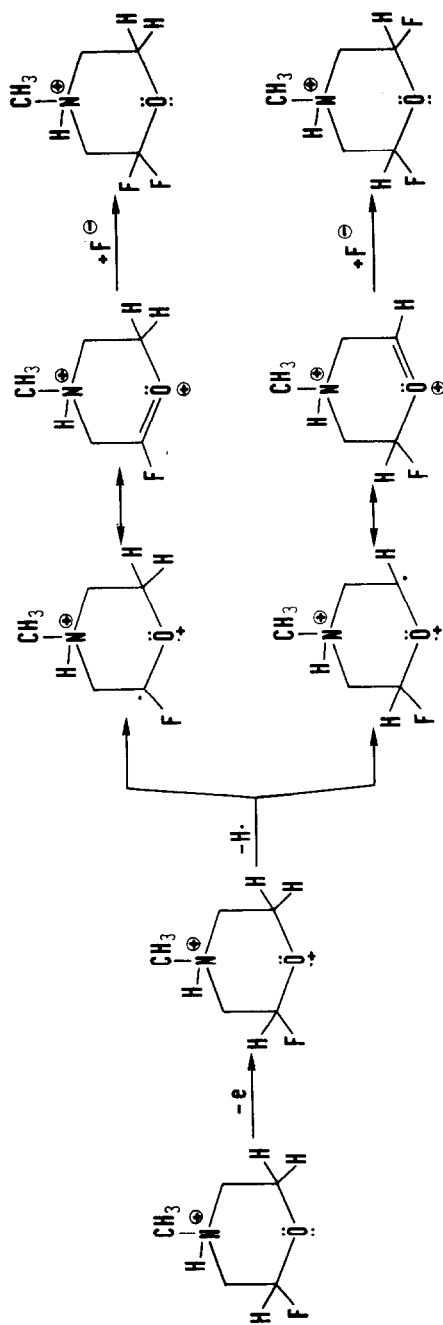 CH₃
H–N ⊕
H H
F Ö H
– e
CH₃
H–N ⊕
H H
F Ö·+ H
–H·
CH₃
H–N ⊕
H
F Ö·+ H
CH₃
H–N ⊕
H
F Ö ⊕ H
+F⊖
CH₃
H–N ⊕
F H
F Ö H
CH₃
H–N ⊕
H H
F Ö·+
CH₃
H–N ⊕
H
F Ö ⊕ H
+F⊖
CH₃
H–N ⊕
H H
F Ö F